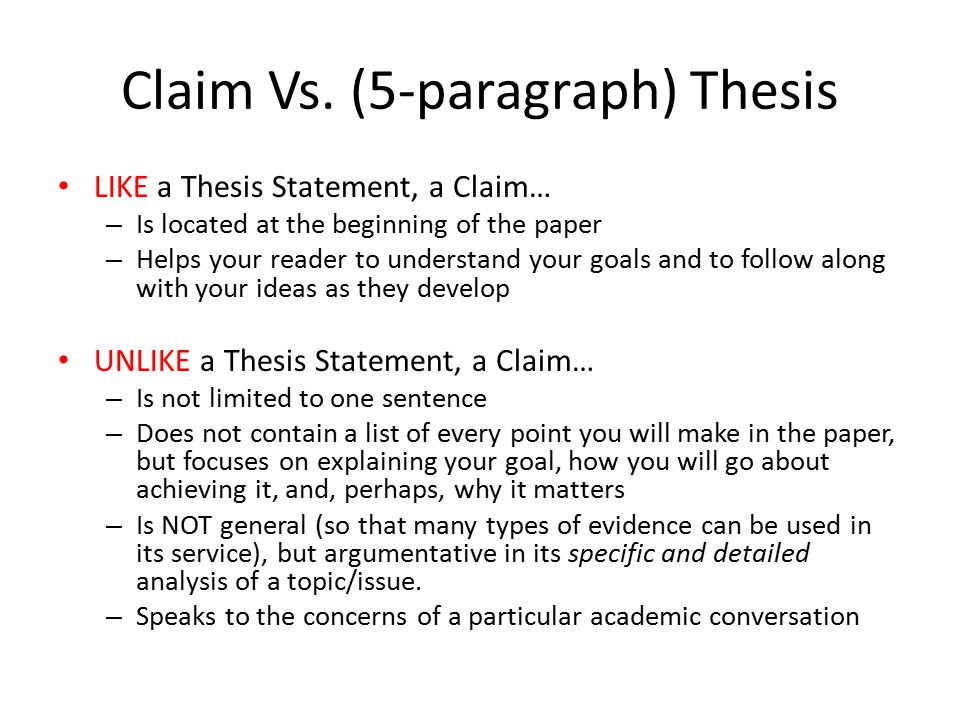 Claim Vs. (5-paragraph) Thesis
• LIKE a Thesis Statement, a Claim…
– Is located at the beginning of the paper
– Helps your reader to understand your goals and to follow along
with your ideas as they develop
• UNLIKE a Thesis Statement, a Claim…
– Is not limited to one sentence
– Does not contain a list of every point you will make in the paper,
but focuses on explaining your goal, how you will go about
achieving it, and, perhaps, why it matters
– Is NOT general (so that many types of evidence can be used in
its service), but argumentative in its specific and detailed
analysis of a topic/issue.
– Speaks to the concerns of a particular academic conversation